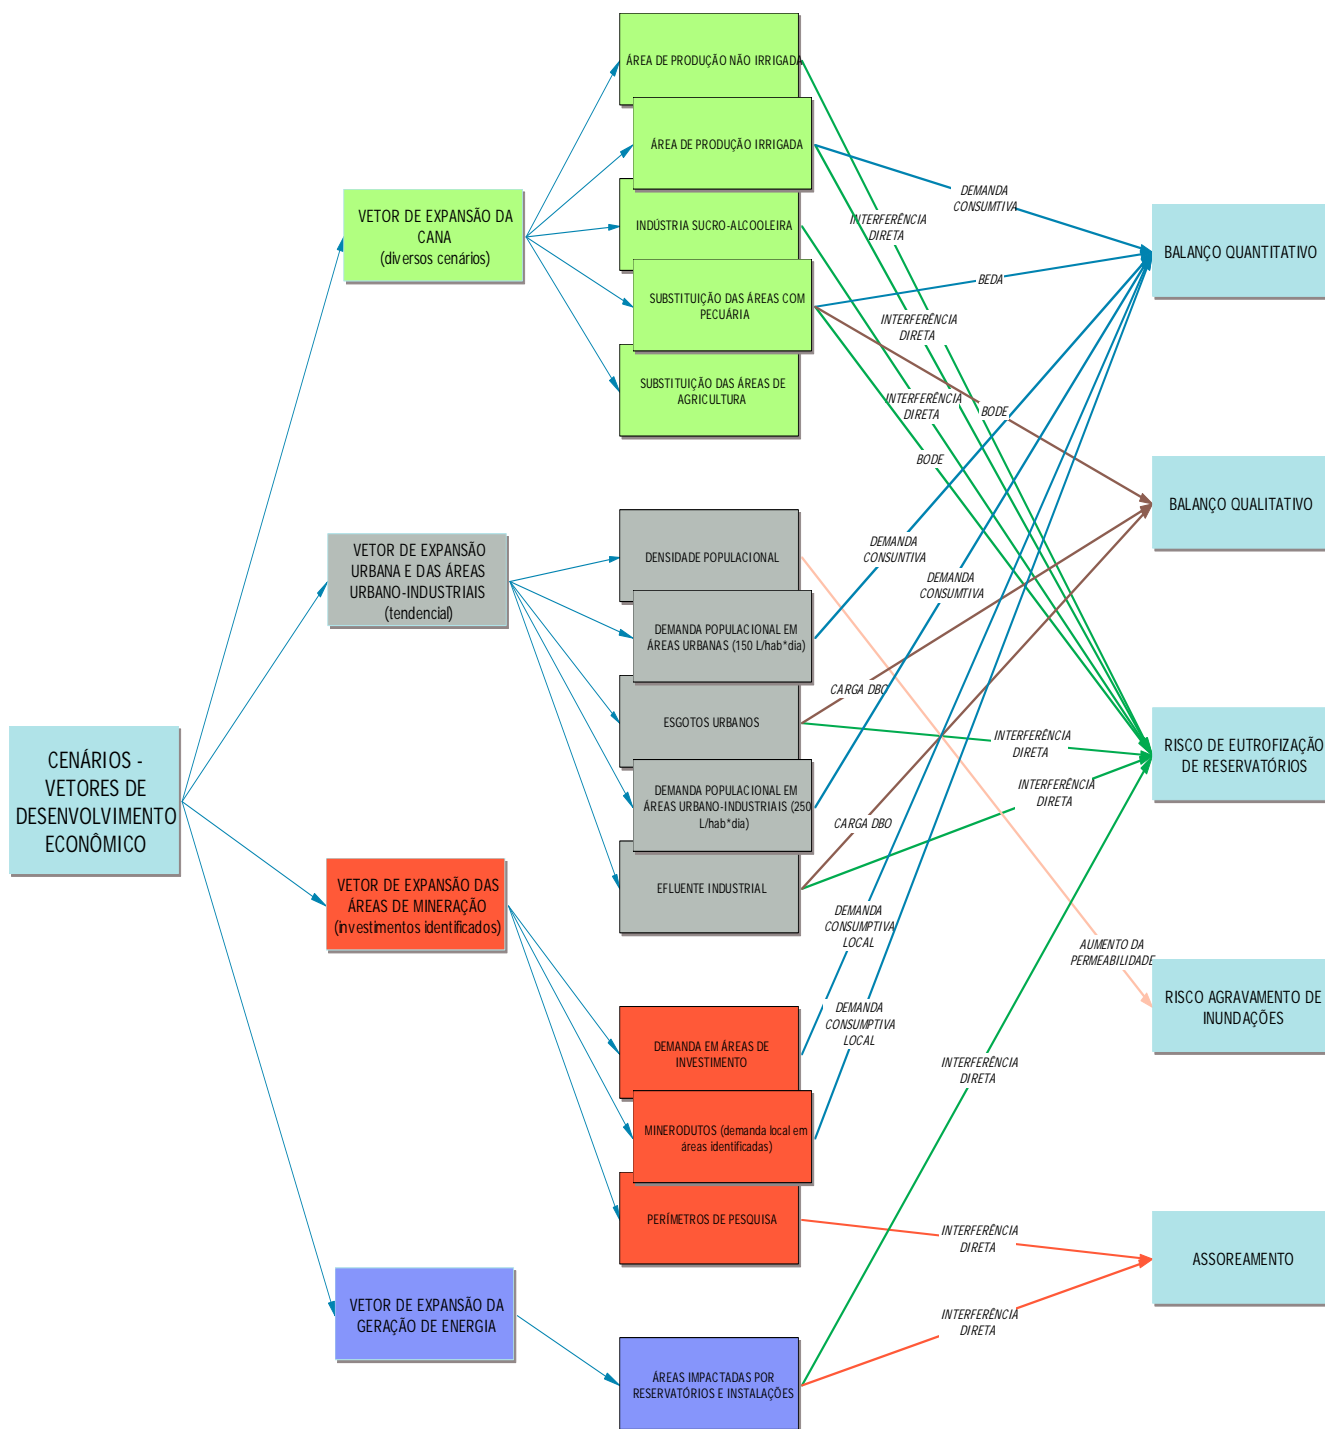 CENÁRIOS -
VETORES DE
DESENVOLVIMENTO
ECONÔMICO
VETOR DE EXPANSÃO DA
CANA
(diversos cenários)
VETOR DE EXPANSÃO
URBANA E DAS ÁREAS
URBANO-INDUSTRIAIS
(tendencial)
VETOR DE EXPANSÃO DAS
ÁREAS DE MINERAÇÃO
(investimentos identificados)
VETOR DE EXPANSÃO DA
GERAÇÃO DE ENERGIA
ÁREA DE PRODUÇÃO NÃO IRRIGADA
ÁREA DE PRODUÇÃO IRRIGADA
INDÚSTRIA SUCRO-ALCOOLEIRA
SUBSTITUIÇÃO DAS ÁREAS COM
PECUÁRIA
SUBSTITUIÇÃO DAS ÁREAS DE
AGRICULTURA
DENSIDADE POPULACIONAL
DEMANDA POPULACIONAL EM
ÁREAS URBANAS (150 L/hab*dia)
ESGOTOS URBANOS
DEMANDA POPULACIONAL EM
ÁREAS URBANO-INDUSTRIAIS (250
L/hab*dia)
EFLUENTE INDUSTRIAL
DEMANDA EM ÁREAS DE
INVESTIMENTO
MINERODUTOS (demanda local em
áreas identificadas)
PERÍMETROS DE PESQUISA
ÁREAS IMPACTADAS POR
RESERVATÓRIOS E INSTALAÇÕES
DEMANDA
CONSUMTIVA
INTERFERÊNCIA
DIRETA
BEDA
INTERFERÊNCIA
DIRETA
INTERFERÊNCIA
DIRETA
BODE
BODE
DEMANDA
CONSUNTIVA
DEMANDA
CONSUMTIVA
CARGA DBO
INTERFERÊNCIA
DIRETA
INTERFERÊNCIA
DIRETA
CARGA DBO
DEMANDA
CONSUMPTIVA
LOCAL
AUMENTO DA
PERMEABILIDADE
DEMANDA
CONSUMPTIVA
LOCAL
INTERFERÊNCIA
DIRETA
INTERFERÊNCIA
DIRETA
INTERFERÊNCIA
DIRETA
BALANÇO QUANTITATIVO
BALANÇO QUALITATIVO
RISCO DE EUTROFIZAÇÃO
DE RESERVATÓRIOS
RISCO AGRAVAMENTO DE
INUNDAÇÕES
ASSOREAMENTO